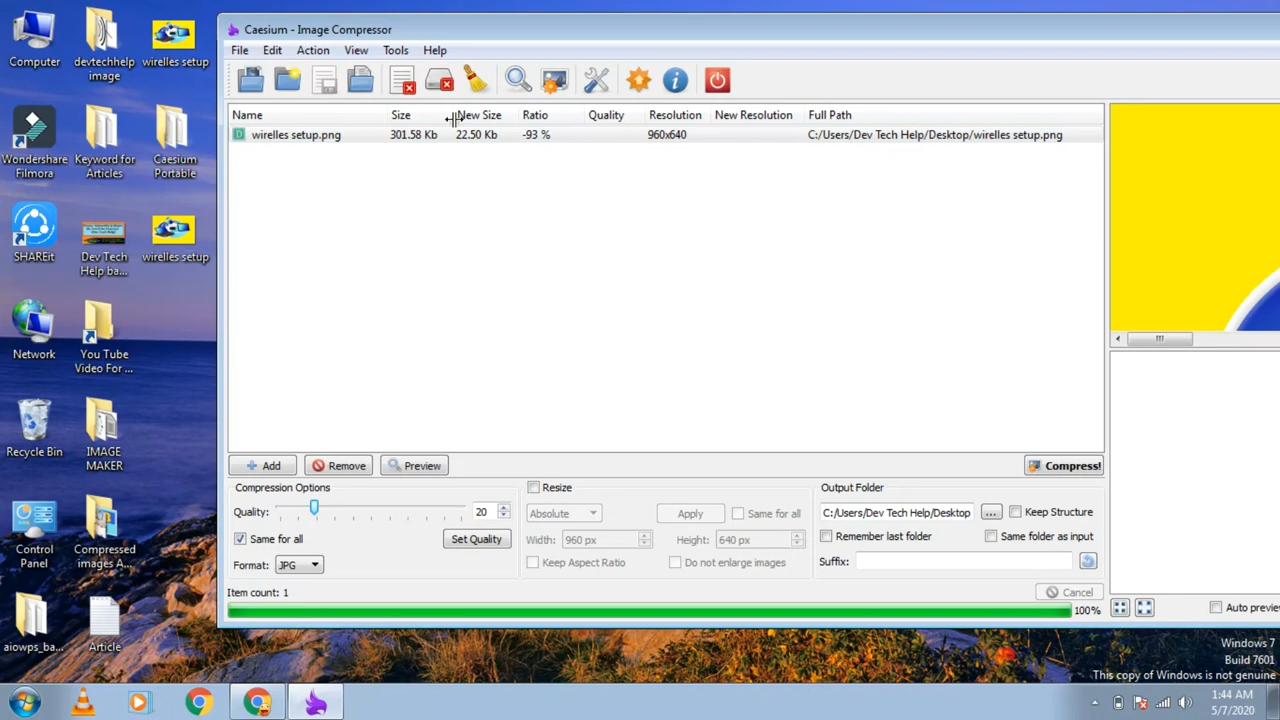 Computer
devtechhelp image
wirelles setup
Wondershare Filmora
Keyword for Articles
Caesium Portable
SHAREit
Dev Tech Help ba...
wirelles setup
Network
You Tube Video For ...
Recycle Bin
IMAGE MAKER
Control Panel
Compressed images A...
aiowps_ba...
Article
Caesium - Image Compressor
File Edit Action View Tools Help
Name Size New Size Ratio Quality Resolution New Resolution Full Path
wirelles setup.png 301.58 Kb 22.50 Kb -93 % 960x640 C:/Users/Dev Tech Help/Desktop/wirelles setup.png
Add Remove Preview Compress!
Compression Options Resize Output Folder
Quality: 20 Absolute Apply Same for all C:/Users/Dev Tech Help/Desktop ... Keep Structure
Same for all Set Quality Width: 960 px Height: 640 px Remember last folder Same folder as input
Format: JPG Keep Aspect Ratio Do not enlarge images Suffix:
Item count: 1 Cancel
100% Auto preview
Windows 7
Build 7601
This copy of Windows is not genuine
1:44 AM
5/7/2020